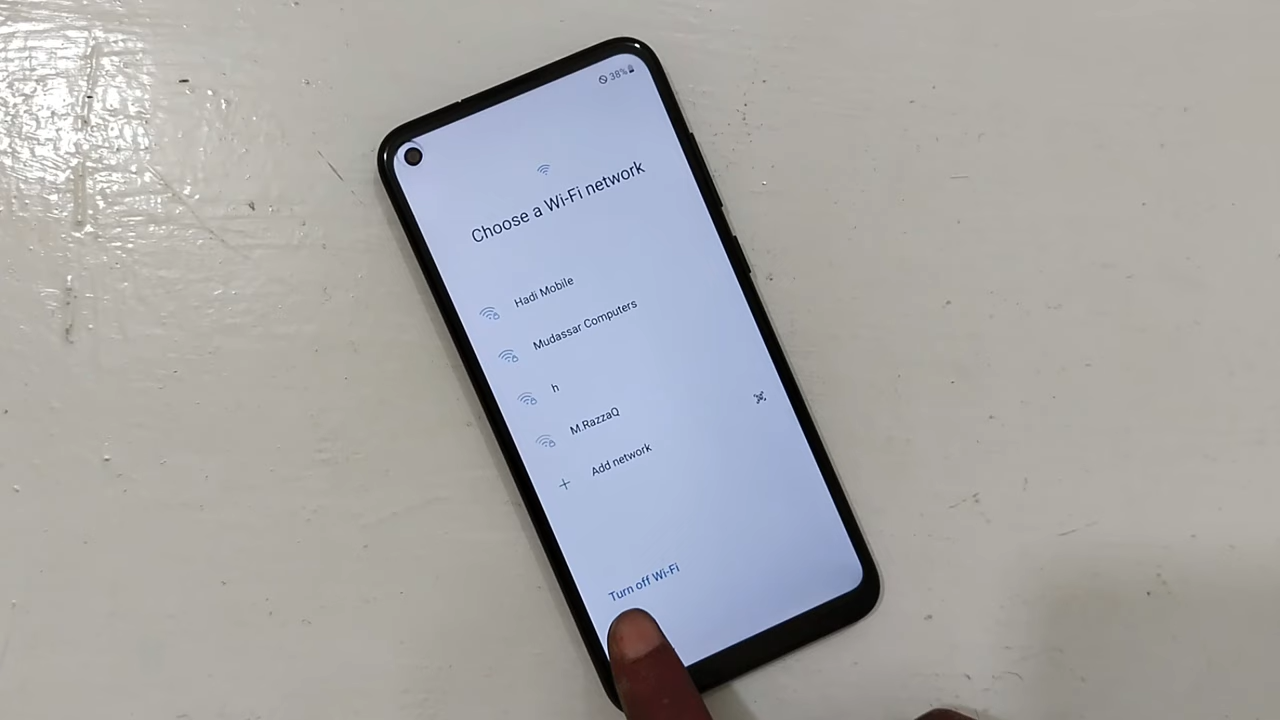 38%
Choose a Wi-Fi network
Hadi Mobile
Mudassar Computers
h
M.RazzaQ
Add network
Turn off Wi-Fi